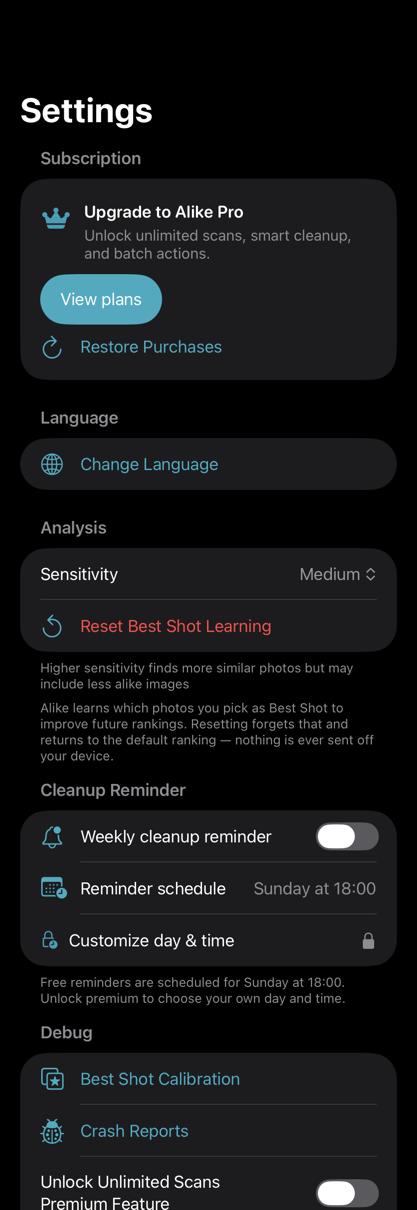 Settings
Subscription
Upgrade to Alike Pro
Unlock unlimited scans, smart cleanup,
and batch actions.
View plans
Restore Purchases
Language
Change Language
Analysis
Sensitivity Medium
Reset Best Shot Learning
Higher sensitivity finds more similar photos but may
include less alike images
Alike learns which photos you pick as Best Shot to
improve future rankings. Resetting forgets that and
returns to the default ranking — nothing is ever sent off
your device.
Cleanup Reminder
Weekly cleanup reminder
Reminder schedule Sunday at 18:00
Customize day & time
Free reminders are scheduled for Sunday at 18:00.
Unlock premium to choose your own day and time.
Debug
Best Shot Calibration
Crash Reports
Unlock Unlimited Scans
Premium Feature